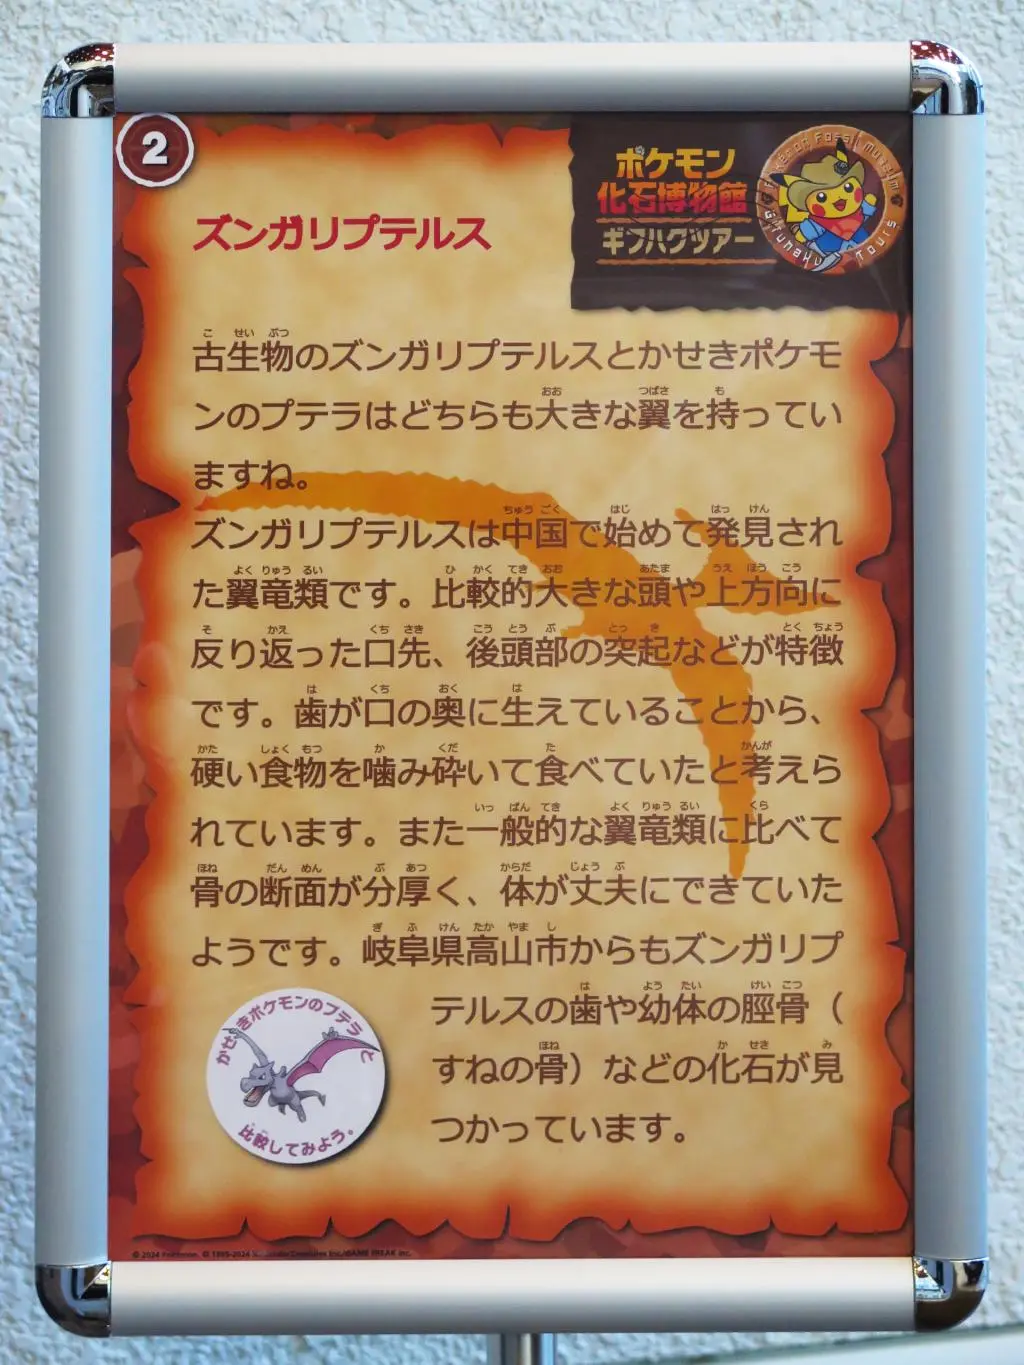 2
ポケモン
化石博物館
ギフハクツアー
Gifuhaku Tours
ズンガリプテルス
古生物のズンガリプテルスとかせきポケモ
ンのプテラはどちらも大きな翼を持ってい
ますね。
ズンガリプテルスは中国で始めて発見され
た翼竜類です。比較的大きな頭や上方向に
反り返った口先、後頭部の突起などが特徴
です。歯が口の奥に生えていることから、
硬い食物を噛み砕いて食べていたと考えら
れています。また一般的な翼竜類に比べて
骨の断面が分厚く、体が丈夫にできていた
ようです。岐阜県高山市からもズンガリプ
テルスの歯や幼体の脛骨（
すねの骨）などの化石が見
つかっています。
かせきポケモンのプテラと
比較してみよう。
© 2024 Pokémon. © 1995-2024 Nintendo/Creatures Inc./GAME FREAK inc.